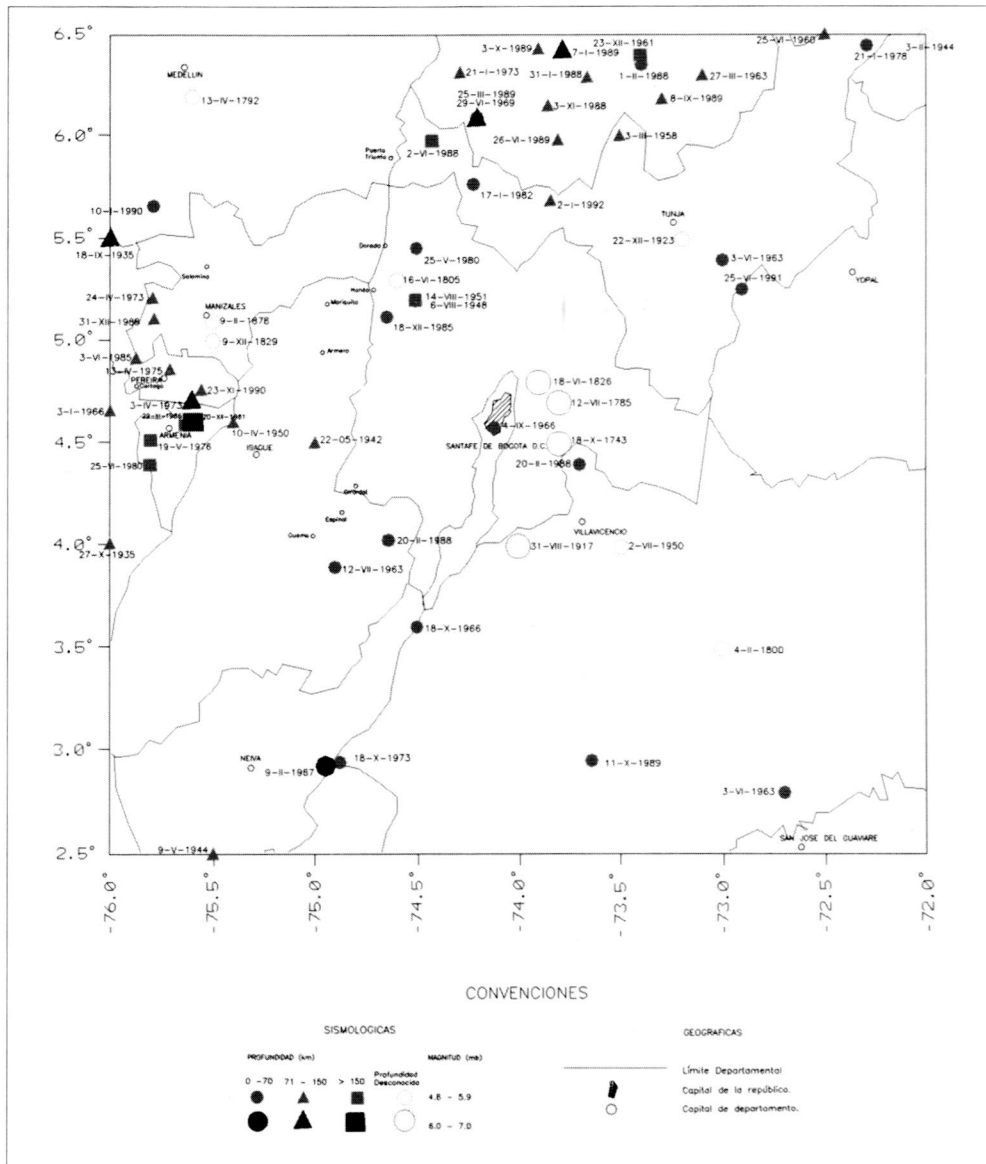 6.5°
3-X-1989
7-I-1989
23-XII-1961
25-VI-1960
3-II-1944
21-I-1978
MEDELLIN
21-I-1973
31-I-1988
1-II-1988
27-III-1963
13-IV-1792
25-III-1989
29-VI-1969
3-XI-1988
8-IX-1989
6.0°
2-VI-1988
26-VI-1989
3-III-1958
Puerto
Triunfo
17-I-1982
2-I-1992
10-I-1990
TUNJA
22-XII-1923
5.5°
18-IX-1935
Dorada
25-V-1980
3-VI-1963
Salamina
16-VI-1805
25-VI-1991
YOPAL
24-IV-1973
Honda
14-VIII-1951
6-VIII-1948
MANIZALES
Mariquita
31-XII-1988
9-II-1878
18-XII-1985
5.0°
9-XII-1829
Armero
3-VI-1985
13-IV-1975
PEREIRA
Cartago
23-XI-1990
18-VI-1826
12-VII-1785
3-IV-1973
3-I-1966
20-XII-1981
10-IV-1950
4-IX-1966
ARMENIA
19-V-1976
IBAGUE
22-05-1942
SANTAFE DE BOGOTA D.C.
18-X-1743
4.5°
25-VI-1980
20-II-1988
Girardot
Espinal
Guamo
VILLAVICENCIO
4.0°
27-X-1935
20-II-1988
31-VIII-1917
2-VII-1950
12-VII-1963
3.5°
18-X-1966
4-II-1800
3.0°
NEIVA
9-II-1967
18-X-1973
11-X-1989
3-VI-1963
SAN JOSE DEL GUAVIARE
9-V-1944
2.5°
-76.0°
-75.5°
-75.0°
-74.5°
-74.0°
-73.5°
-73.0°
-72.5°
-72.0°
CONVENCIONES
SISMOLOGICAS
GEOGRAFICAS
PROFUNDIDAD (km)
MAGNITUD (mb)
0 -70
71 - 150
> 150
Profundidad
Desconocida
4.8 - 5.9
6.0 - 7.0
Límite Departamental
Capital de la república.
Capital de departamento.